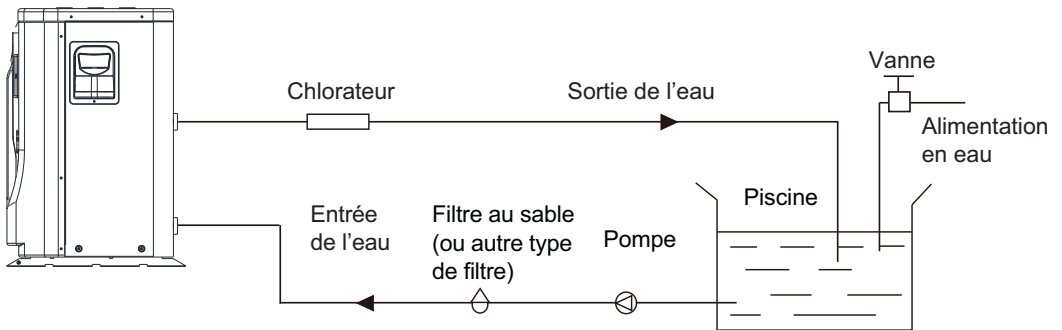 Vanne
Chlorateur
Sortie de l'eau
Alimentation
en eau
Entrée
de l'eau
Filtre au sable
(ou autre type
de filtre)
Pompe
Piscine